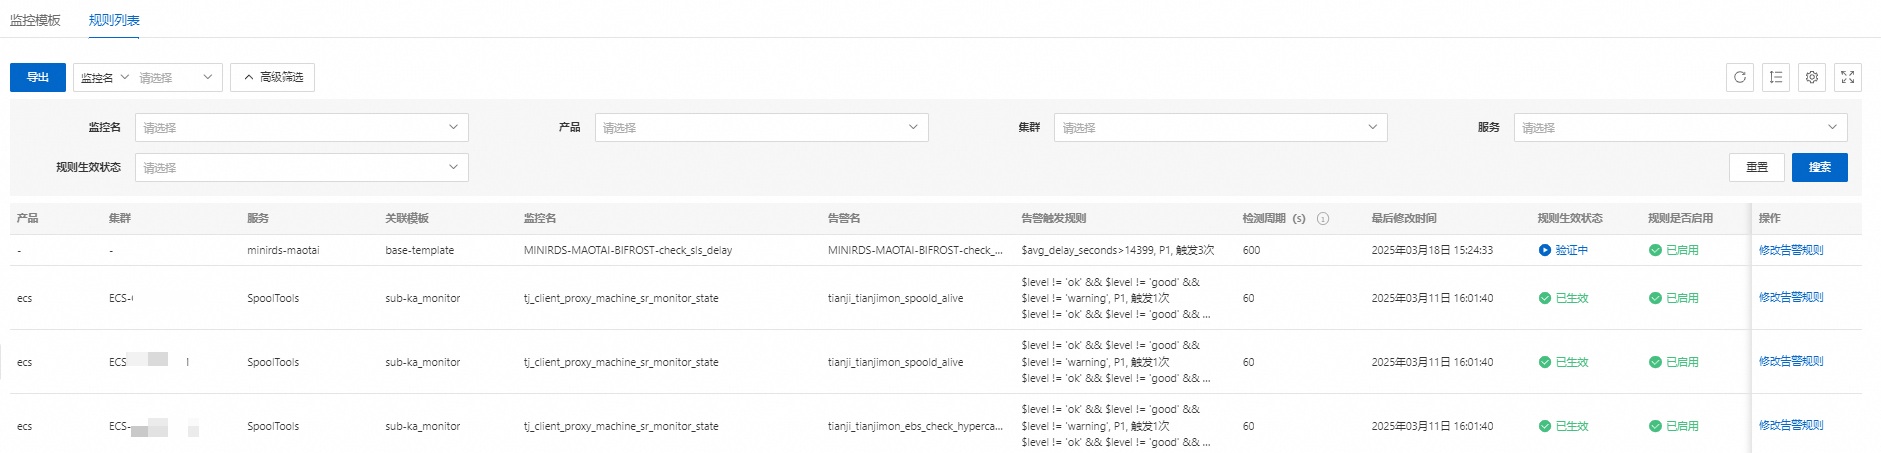 监控模板 规则列表
导出 监控名 请选择 高级筛选
监控名 请选择 产品 请选择 集群 请选择 服务 请选择
规则生效状态 请选择 重置 搜索
产品 集群 服务 关联模板 监控名 告警名 告警触发规则 检测周期 (s) 最后修改时间 规则生效状态 规则是否启用 操作
- - minirds-maotai base-template MINIRDS-MAOTAI-BIFROST-check_sls_delay MINIRDS-MAOTAI-BIFROST-check_... $avg_delay_seconds>14399, P1, 触发3次 600 2025年03月18日 15:24:33 验证中 已启用 修改告警规则
$level != 'ok' && $level != 'good' &&
ecs ECS- SpoolTools sub-ka_monitor tj_client_proxy_machine_sr_monitor_state tianji_tianjimon_spoold_alive $level != 'warning', P1, 触发1次 60 2025年03月11日 16:01:40 已生效 已启用 修改告警规则
$level != 'ok' && $level != 'good' && ...
$level != 'ok' && $level != 'good' &&
ecs ECS SpoolTools sub-ka_monitor tj_client_proxy_machine_sr_monitor_state tianji_tianjimon_spoold_alive $level != 'warning', P1, 触发1次 60 2025年03月11日 16:01:40 已生效 已启用 修改告警规则
$level != 'ok' && $level != 'good' && ...
$level != 'ok' && $level != 'good' &&
ecs ECS- SpoolTools sub-ka_monitor tj_client_proxy_machine_sr_monitor_state tianji_tianjimon_ebs_check_hyperca... $level != 'warning', P1, 触发1次 60 2025年03月11日 16:01:40 已生效 已启用 修改告警规则
$level != 'ok' && $level != 'good' && ...